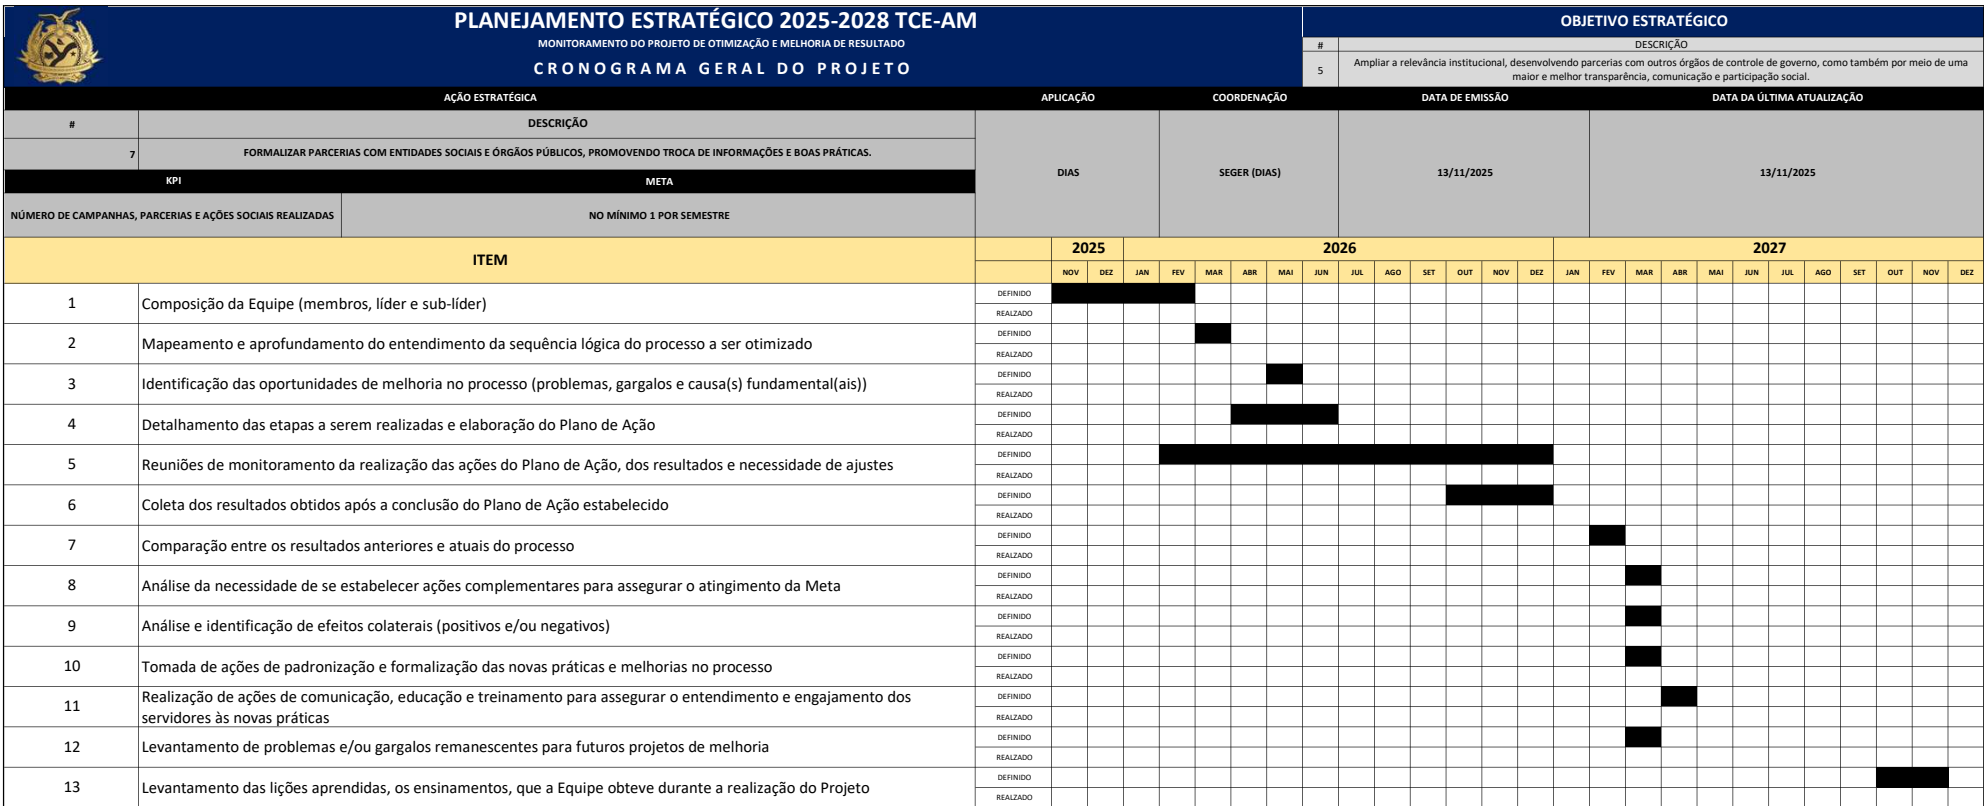 PLANEJAMENTO ESTRATÉGICO 2025-2028 TCE-AM
MONITORAMENTO DO PROJETO DE OTIMIZAÇÃO E MELHORIA DE RESULTADO
CRONOGRAMA GERAL DO PROJETO
OBJETIVO ESTRATÉGICO
# DESCRIÇÃO
5 Ampliar a relevância institucional, desenvolvendo parcerias com outros órgãos de controle de governo, como também por meio de uma
maior e melhor transparência, comunicação e participação social.
AÇÃO ESTRATÉGICA APLICAÇÃO COORDENAÇÃO DATA DE EMISSÃO DATA DA ÚLTIMA ATUALIZAÇÃO
# DESCRIÇÃO
7 FORMALIZAR PARCERIAS COM ENTIDADES SOCIAIS E ÓRGÃOS PÚBLICOS, PROMOVENDO TROCA DE INFORMAÇÕES E BOAS PRÁTICAS.
DIAS SEGER (DIAS) 13/11/2025 13/11/2025
KPI META
NÚMERO DE CAMPANHAS, PARCERIAS E AÇÕES SOCIAIS REALIZADAS NO MÍNIMO 1 POR SEMESTRE
ITEM 2025 2026 2027
NOV DEZ JAN FEV MAR ABR MAI JUN JUL AGO SET OUT NOV DEZ JAN FEV MAR ABR MAI JUN JUL AGO SET OUT NOV DEZ
1 Composição da Equipe (membros, líder e sub-líder) DEFINIDO
REALZADO
2 Mapeamento e aprofundamento do entendimento da sequência lógica do processo a ser otimizado DEFINIDO
REALZADO
3 Identificação das oportunidades de melhoria no processo (problemas, gargalos e causa(s) fundamental(ais)) DEFINIDO
REALZADO
4 Detalhamento das etapas a serem realizadas e elaboração do Plano de Ação DEFINIDO
REALZADO
5 Reuniões de monitoramento da realização das ações do Plano de Ação, dos resultados e necessidade de ajustes DEFINIDO
REALZADO
6 Coleta dos resultados obtidos após a conclusão do Plano de Ação estabelecido DEFINIDO
REALZADO
7 Comparação entre os resultados anteriores e atuais do processo DEFINIDO
REALZADO
8 Análise da necessidade de se estabelecer ações complementares para assegurar o atingimento da Meta DEFINIDO
REALZADO
9 Análise e identificação de efeitos colaterais (positivos e/ou negativos) DEFINIDO
REALZADO
10 Tomada de ações de padronização e formalização das novas práticas e melhorias no processo DEFINIDO
REALZADO
11 Realização de ações de comunicação, educação e treinamento para assegurar o entendimento e engajamento dos DEFINIDO
servidores às novas práticas REALZADO
12 Levantamento de problemas e/ou gargalos remanescentes para futuros projetos de melhoria DEFINIDO
REALZADO
13 Levantamento das lições aprendidas, os ensinamentos, que a Equipe obteve durante a realização do Projeto DEFINIDO
REALZADO